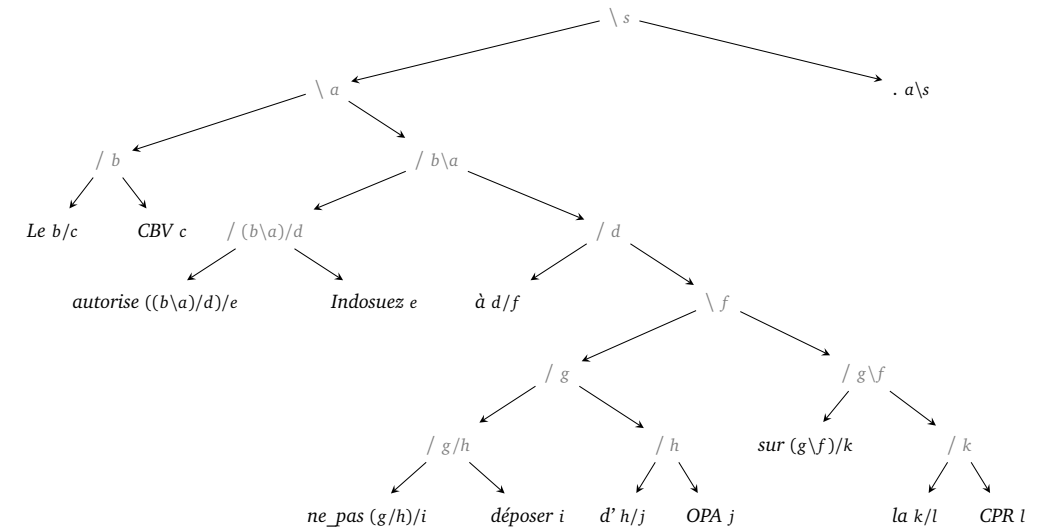 \ s
\ a
. a\s
/ b
/ b\a
Le b/c
CBV c
/ (b\a)/d
/ d
autorise ((b\a)/d)/e
Indosuez e
à d/f
\ f
/ g
/ g\f
/ g/h
/ h
sur (g\f)/k
/ k
ne_pas (g/h)/i
déposer i
d' h/j
OPA j
la k/l
CPR l